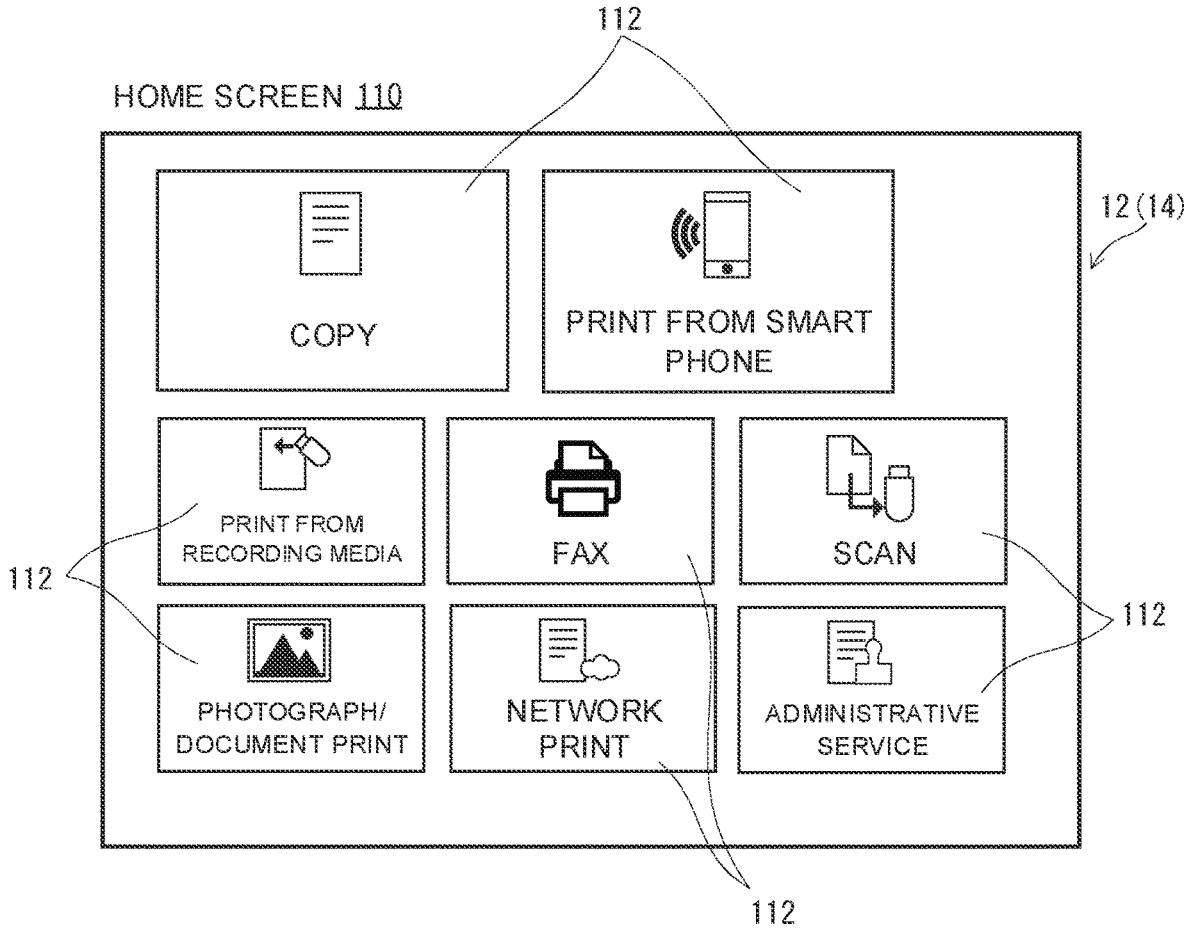 112
HOME SCREEN 110
12(14)
COPY
PRINT FROM SMART
PHONE
PRINT FROM
RECORDING MEDIA
FAX
SCAN
112
112
PHOTOGRAPH/
DOCUMENT PRINT
NETWORK
PRINT
ADMINISTRATIVE
SERVICE
112